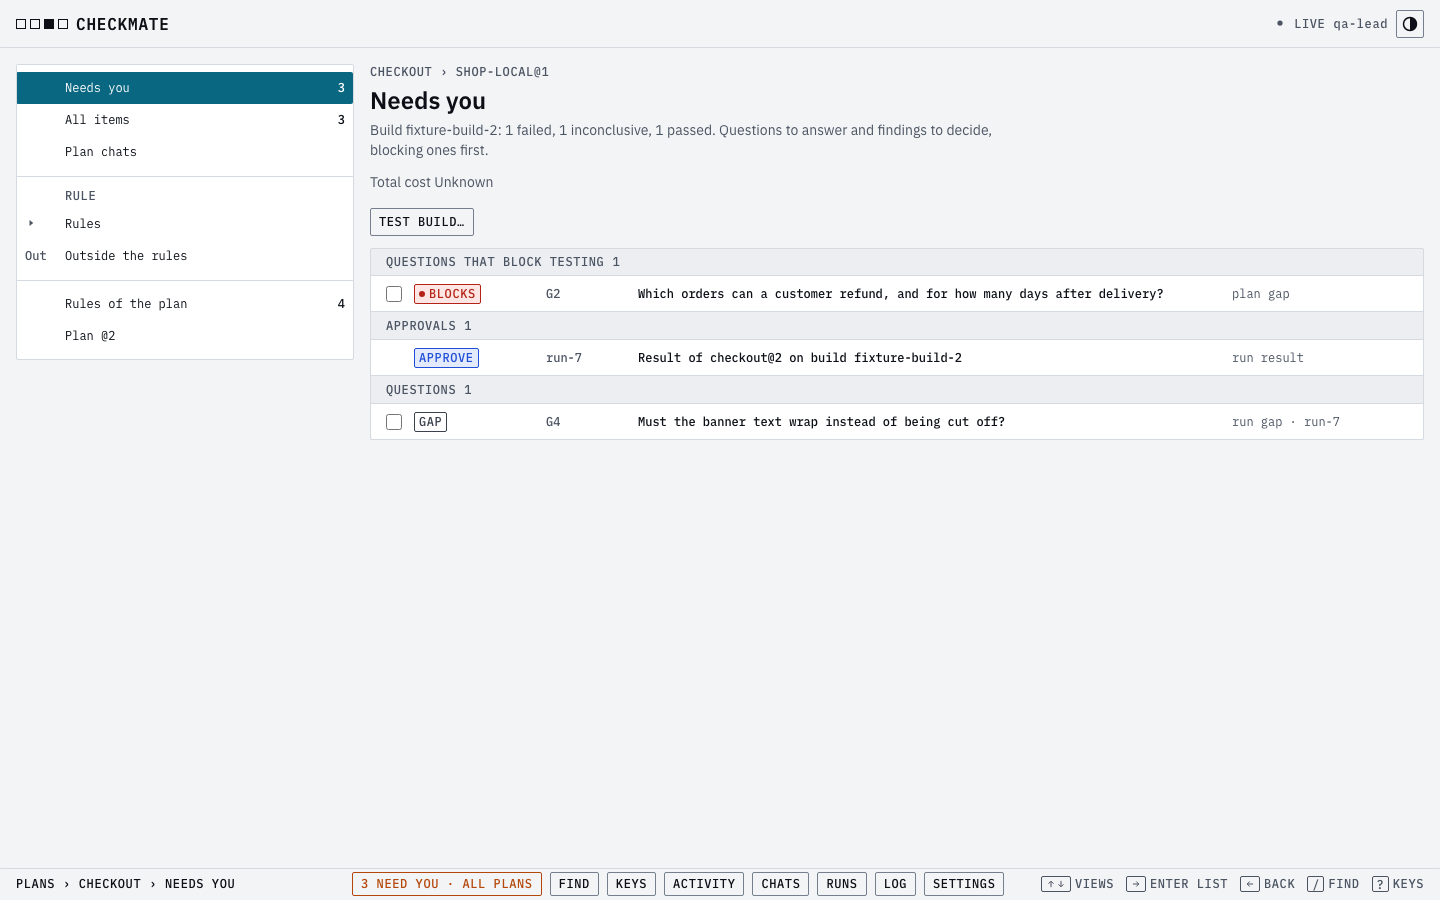 CHECKMATE
LIVE qa-lead
Needs you 3
All items 3
Plan chats
RULE
Rules
Out Outside the rules
Rules of the plan 4
Plan @2
CHECKOUT › SHOP-LOCAL@1
Needs you
Build fixture-build-2: 1 failed, 1 inconclusive, 1 passed. Questions to answer and findings to decide,
blocking ones first.
Total cost Unknown
TEST BUILD…
QUESTIONS THAT BLOCK TESTING 1
BLOCKS G2 Which orders can a customer refund, and for how many days after delivery? plan gap
APPROVALS 1
APPROVE run-7 Result of checkout@2 on build fixture-build-2 run result
QUESTIONS 1
GAP G4 Must the banner text wrap instead of being cut off? run gap · run-7
PLANS › CHECKOUT › NEEDS YOU 3 NEED YOU · ALL PLANS FIND KEYS ACTIVITY CHATS RUNS LOG SETTINGS ↑↓ VIEWS → ENTER LIST ← BACK / FIND ? KEYS